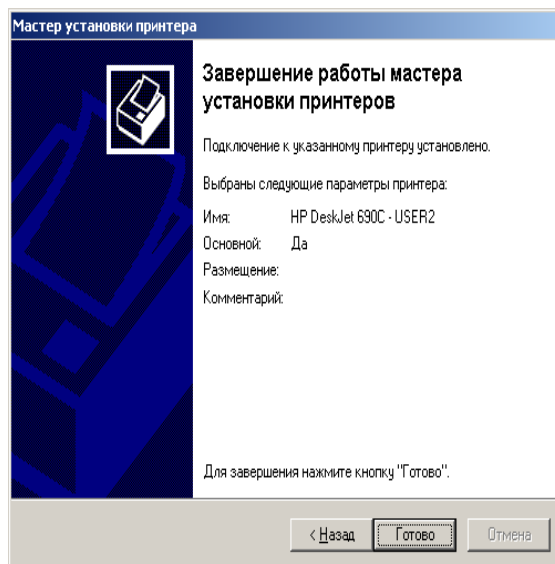 Мастер установки принтера
Завершение работы мастера
установки принтеров
Подключение к указанному принтеру установлено.
Выбраны следующие параметры принтера:
Имя: HP DeskJet 690C - USER2
Основной: Да
Размещение:
Комментарий:
Для завершения нажмите кнопку "Готово".
< Назад Готово Отмена